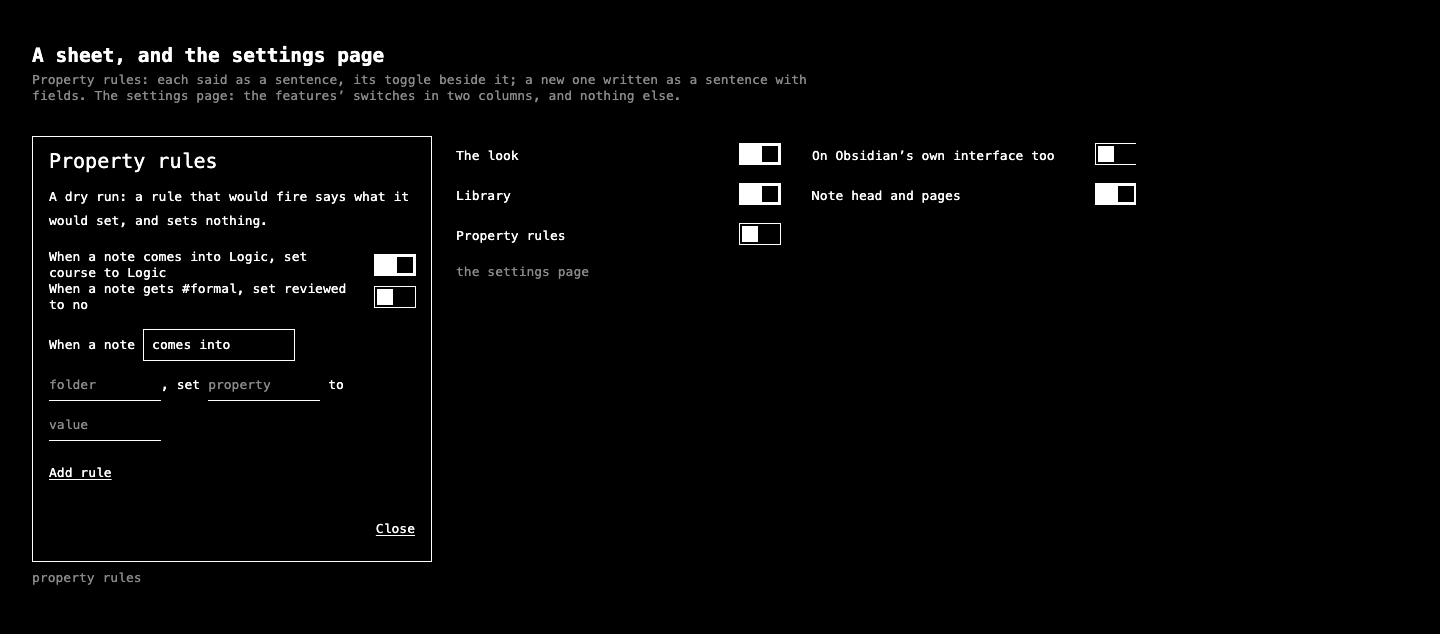 A sheet, and the settings page
Property rules: each said as a sentence, its toggle beside it; a new one written as a sentence with
fields. The settings page: the features’ switches in two columns, and nothing else.
Property rules
A dry run: a rule that would fire says what it
would set, and sets nothing.
When a note comes into Logic, set
course to Logic
When a note gets #formal, set reviewed
to no
When a note comes into
folder , set property to
value
Add rule
Close
property rules
The look
On Obsidian’s own interface too
Library
Note head and pages
Property rules
the settings page